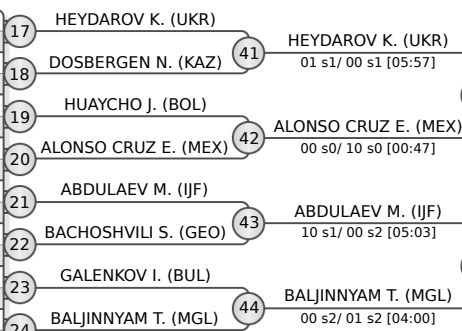 HEYDAROV K. (UKR)
17
41
HEYDAROV K. (UKR)
01 s1/ 00 s1 [05:57]
DOSBERGEN N. (KAZ)
18
HUAYCHO J. (BOL)
19
42
ALONSO CRUZ E. (MEX)
00 s0/ 10 s0 [00:47]
ALONSO CRUZ E. (MEX)
20
ABDULAEV M. (IJF)
21
43
ABDULAEV M. (IJF)
10 s1/ 00 s2 [05:03]
BACHOSHVILI S. (GEO)
22
GALENKOV I. (BUL)
23
44
BALJINNYAM T. (MGL)
00 s2/ 01 s2 [04:00]
BALJINNYAM T. (MGL)
24